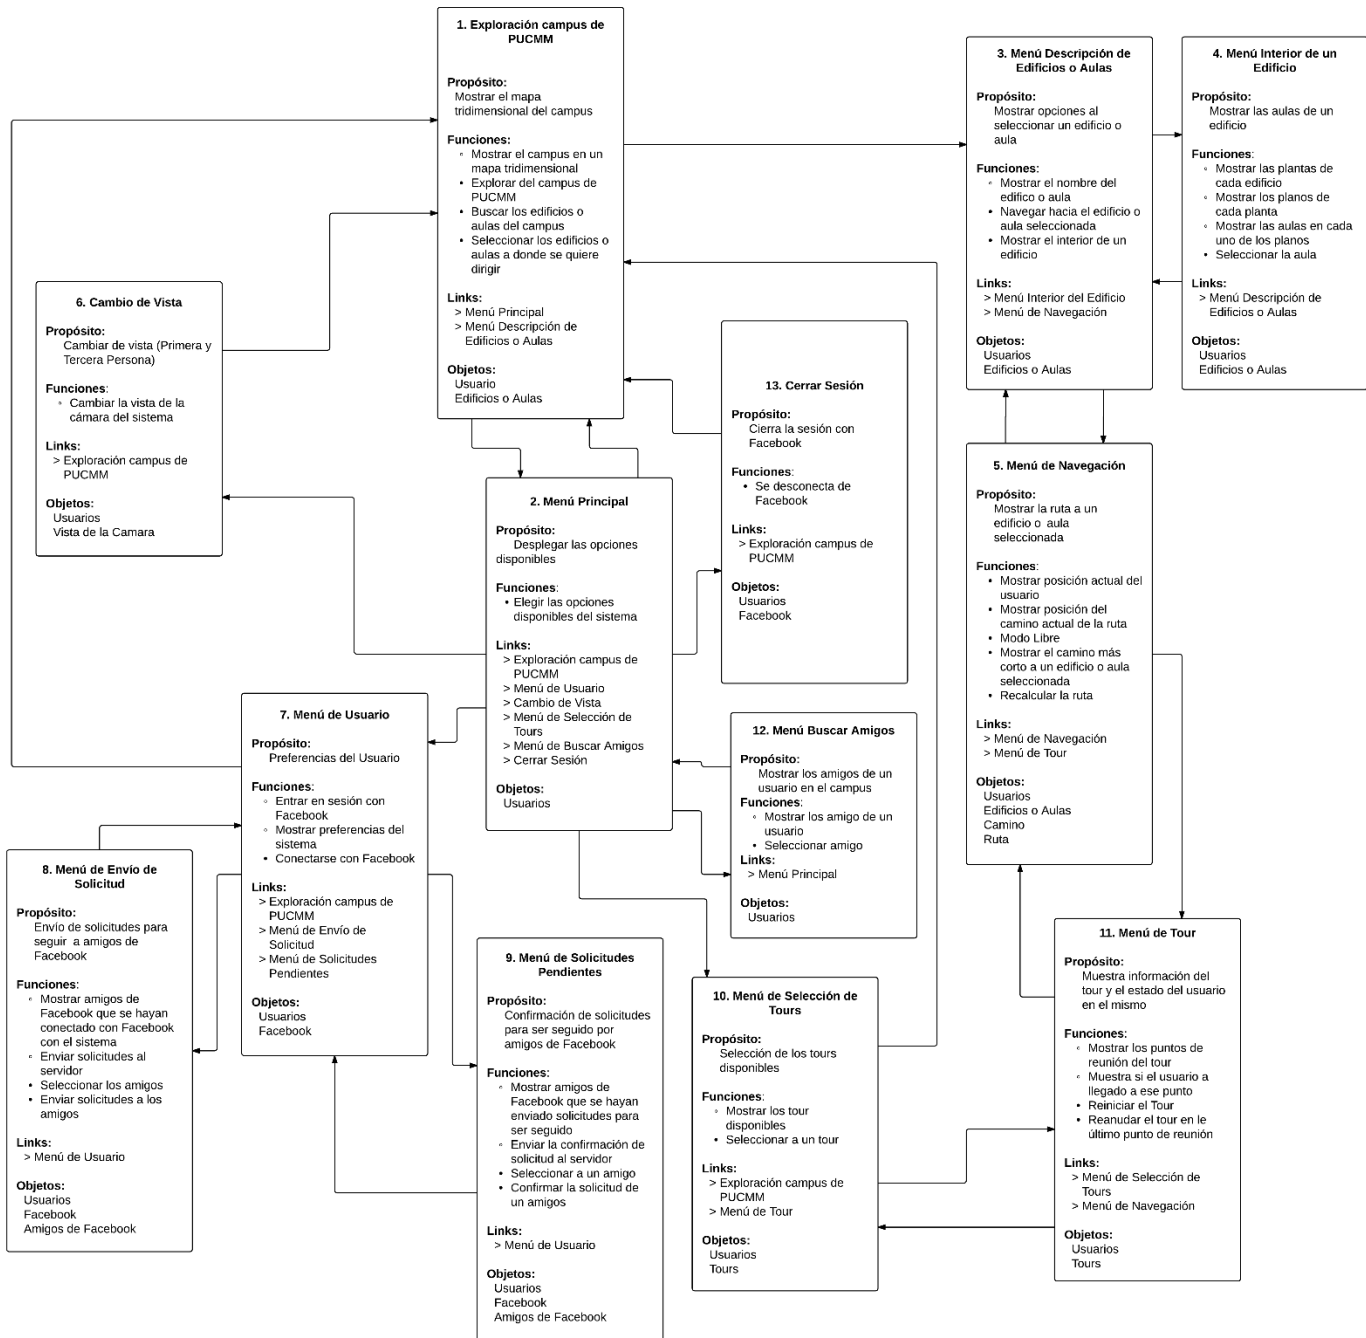 1. Exploración campus de
PUCMM
Propósito:
Mostrar el mapa
tridimensional del campus
Funciones:
◦ Mostrar el campus en un
mapa tridimensional
• Explorar del campus de
PUCMM
• Buscar los edificios o
aulas del campus
• Seleccionar los edificios o
aulas a donde se quiere
dirigir
Links:
> Menú Principal
> Menú Descripción de
Edificios o Aulas
Objetos:
Usuario
Edificios o Aulas
3. Menú Descripción de
Edificios o Aulas
Propósito:
Mostrar opciones al
seleccionar un edificio o
aula
Funciones:
◦ Mostrar el nombre del
edifico o aula
• Navegar hacia el edificio o
aula seleccionada
• Mostrar el interior de un
edificio
Links:
> Menú Interior del Edificio
> Menú de Navegación
Objetos:
Usuarios
Edificios o Aulas
4. Menú Interior de un
Edificio
Propósito:
Mostrar las aulas de un
edificio
Funciones:
◦ Mostrar las plantas de
cada edificio
◦ Mostrar los planos de
cada planta
◦ Mostrar las aulas en cada
uno de los planos
• Seleccionar la aula
Links:
> Menú Descripción de
Edificios o Aulas
Objetos:
Usuarios
Edificios o Aulas
6. Cambio de Vista
Propósito:
Cambiar de vista (Primera y
Tercera Persona)
Funciones:
◦ Cambiar la vista de la
cámara del sistema
Links:
> Exploración campus de
PUCMM
Objetos:
Usuarios
Vista de la Camara
13. Cerrar Sesión
Propósito:
Cierra la sesión con
Facebook
Funciones:
• Se desconecta de
Facebook
Links:
> Exploración campus de
PUCMM
Objetos:
Usuarios
Facebook
2. Menú Principal
Propósito:
Desplegar las opciones
disponibles
Funciones:
• Elegir las opciones
disponibles del sistema
Links:
> Exploración campus de
PUCMM
> Menú de Usuario
> Cambio de Vista
> Menú de Selección de
Tours
> Menú de Buscar Amigos
> Cerrar Sesión
Objetos:
Usuarios
5. Menú de Navegación
Propósito:
Mostrar la ruta a un
edificio o aula
seleccionada
Funciones:
• Mostrar posición actual del
usuario
• Mostrar posición del
camino actual de la ruta
• Modo Libre
• Mostrar el camino más
corto a un edificio o aula
seleccionada
• Recalcular la ruta
Links:
> Menú de Navegación
> Menú de Tour
Objetos:
Usuarios
Edificios o Aulas
Camino
Ruta
7. Menú de Usuario
Propósito:
Preferencias del Usuario
Funciones:
◦ Entrar en sesión con
Facebook
◦ Mostrar preferencias del
sistema
• Conectarse con Facebook
Links:
> Exploración campus de
PUCMM
> Menú de Envío de
Solicitud
> Menú de Solicitudes
Pendientes
Objetos:
Usuarios
Facebook
12. Menú Buscar Amigos
Propósito:
Mostrar los amigos de un
usuario en el campus
Funciones:
◦ Mostrar los amigo de un
usuario
• Seleccionar amigo
Links:
> Menú Principal
Objetos:
Usuarios
8. Menú de Envío de
Solicitud
Propósito:
Envío de solicitudes para
seguir a amigos de
Facebook
Funciones:
◦ Mostrar amigos de
Facebook que se hayan
conectado con Facebook
con el sistema
◦ Enviar solicitudes al
servidor
• Seleccionar los amigos
• Enviar solicitudes a los
amigos
Links:
> Menú de Usuario
Objetos:
Usuarios
Facebook
Amigos de Facebook
9. Menú de Solicitudes
Pendientes
Propósito:
Confirmación de solicitudes
para ser seguido por
amigos de Facebook
Funciones:
◦ Mostrar amigos de
Facebook que se hayan
enviado solicitudes para
ser seguido
◦ Enviar la confirmación de
solicitud al servidor
• Seleccionar a un amigo
• Confirmar la solicitud de
un amigos
Links:
> Menú de Usuario
Objetos:
Usuarios
Facebook
Amigos de Facebook
10. Menú de Selección de
Tours
Propósito:
Selección de los tours
disponibles
Funciones:
◦ Mostrar los tour
disponibles
• Seleccionar a un tour
Links:
> Exploración campus de
PUCMM
> Menú de Tour
Objetos:
Usuarios
Tours
11. Menú de Tour
Propósito:
Muestra información del
tour y el estado del usuario
en el mismo
Funciones:
◦ Mostrar los puntos de
reunión del tour
◦ Muestra si el usuario a
llegado a ese punto
• Reiniciar el Tour
• Reanudar el tour en le
último punto de reunión
Links:
> Menú de Selección de
Tours
> Menú de Navegación
Objetos:
Usuarios
Tours